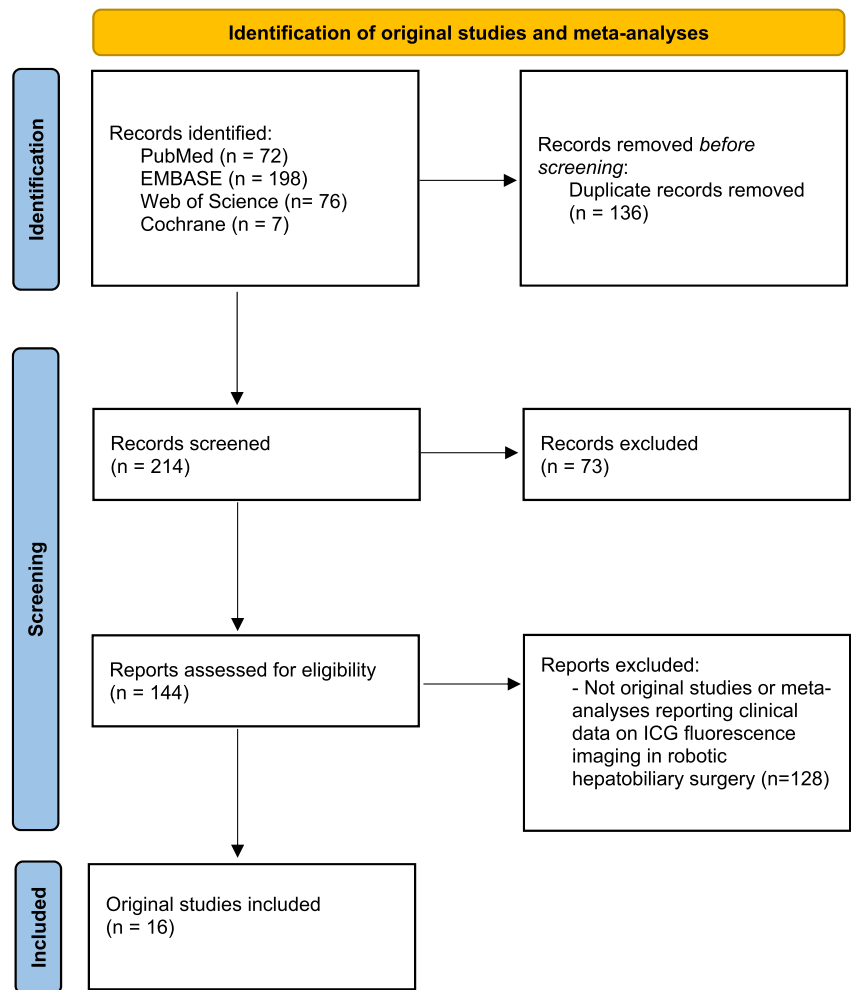 Identification of original studies and meta-analyses
Identification
Records identified:
PubMed (n = 72)
EMBASE (n = 198)
Web of Science (n= 76)
Cochrane (n = 7)
Records removed before
screening:
Duplicate records removed
(n = 136)
Screening
Records screened
(n = 214)
Records excluded
(n = 73)
Reports assessed for eligibility
(n = 144)
Reports excluded:
- Not original studies or meta-
analyses reporting clinical
data on ICG fluorescence
imaging in robotic
hepatobiliary surgery (n=128)
Included
Original studies included
(n = 16)